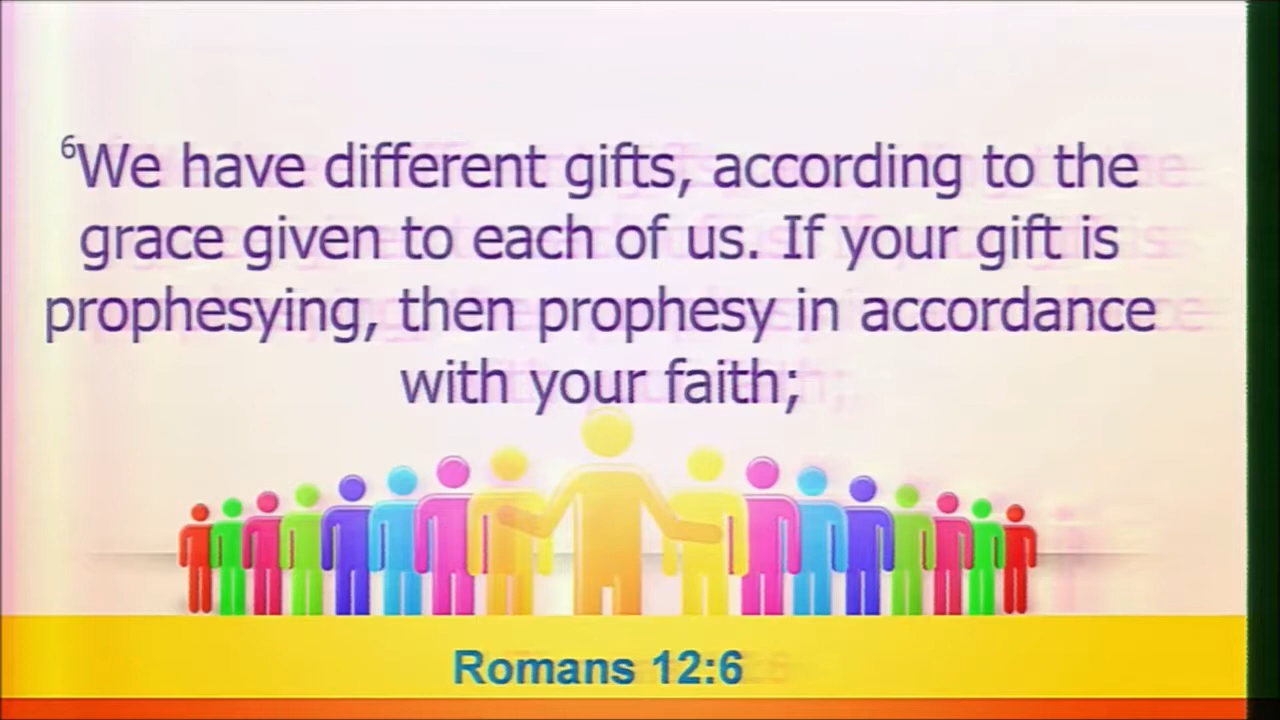 ⁶We have different gifts, according to the
grace given to each of us. If your gift is
prophesying, then prophesy in accordance
with your faith;
Romans 12:6